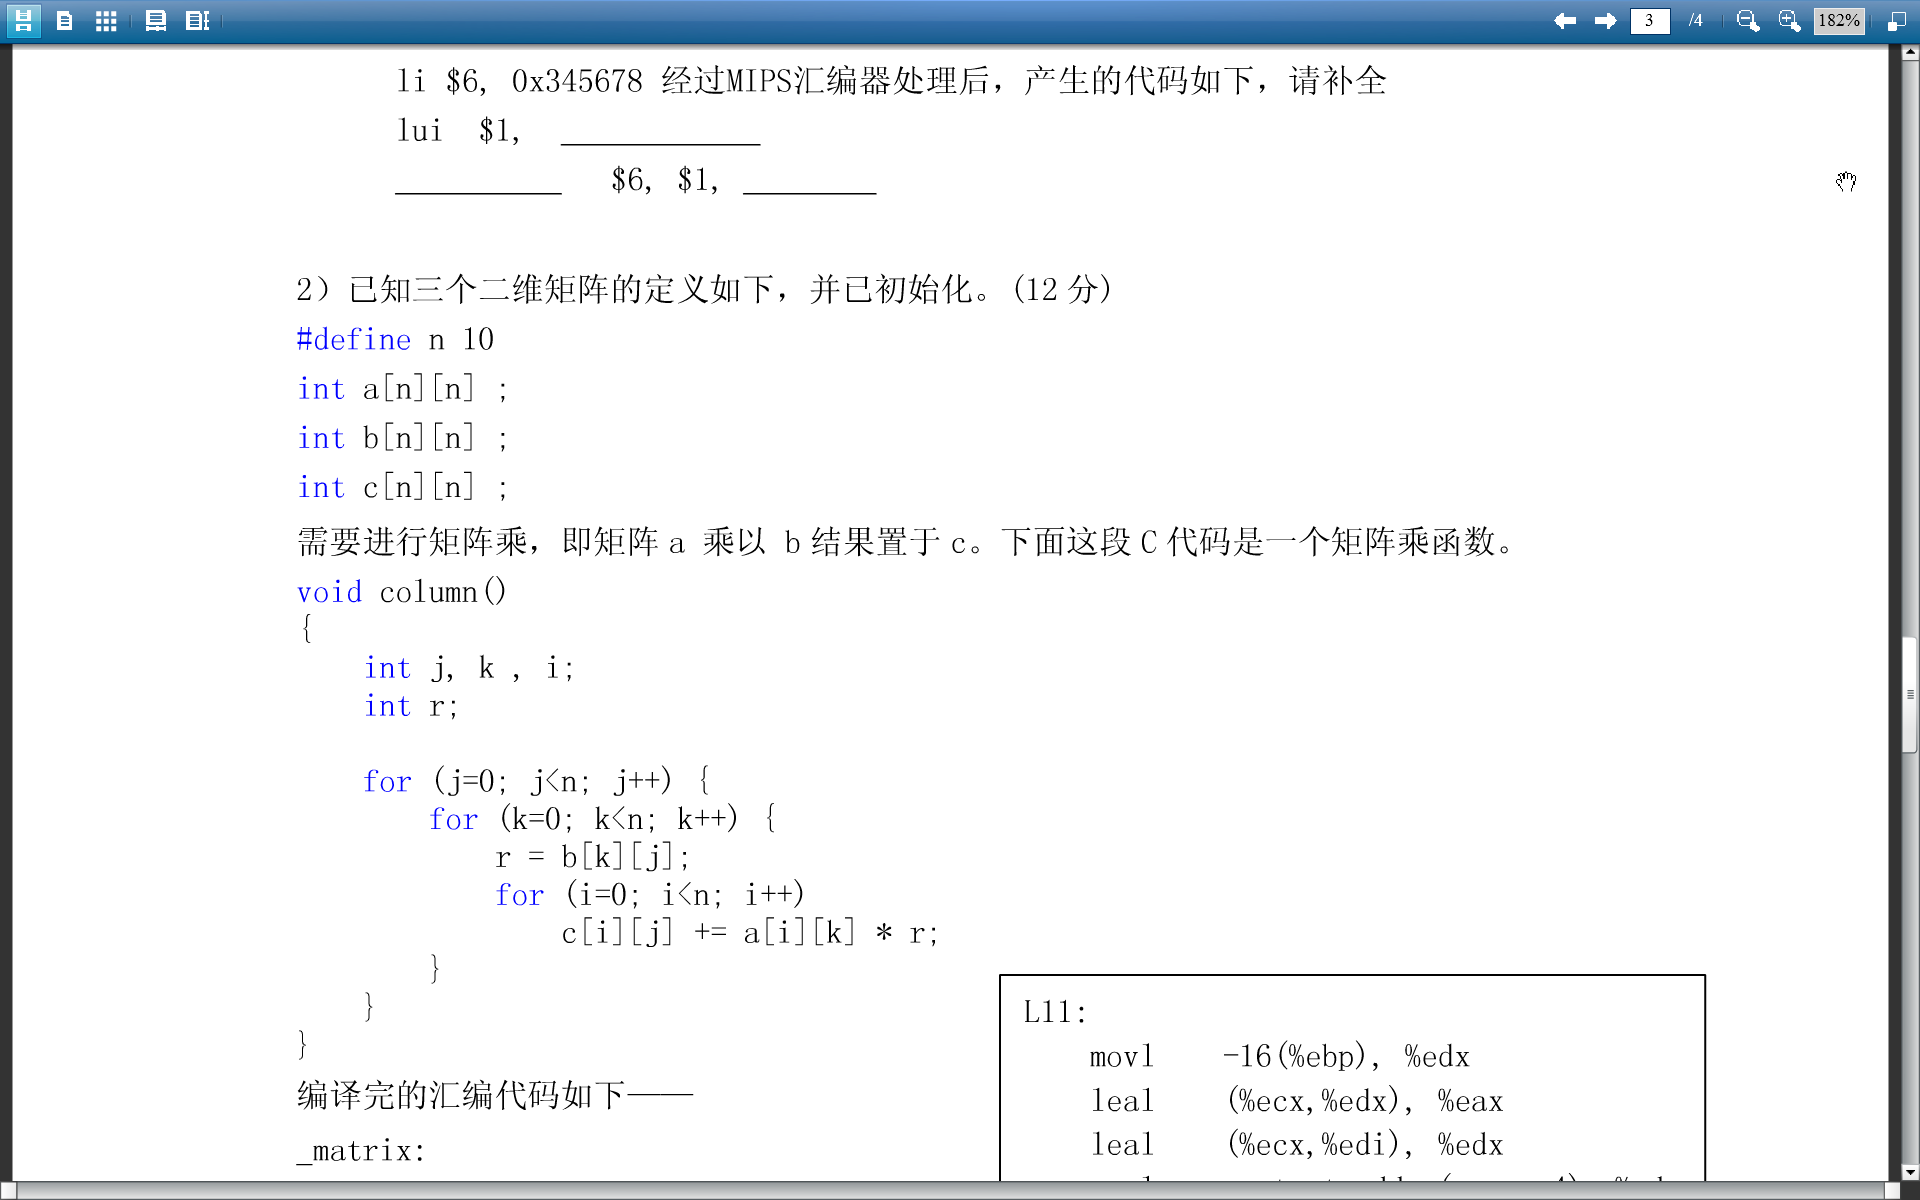 3 /4 182%
li $6, 0x345678 经过MIPS汇编器处理后，产生的代码如下，请补全
lui $1, ____________
__________ $6, $1, ________
2）已知三个二维矩阵的定义如下，并已初始化。(12 分)
#define n 10
int a[n][n] ;
int b[n][n] ;
int c[n][n] ;
需要进行矩阵乘，即矩阵 a 乘以 b 结果置于 c。下面这段 C 代码是一个矩阵乘函数。
void column()
{
int j, k , i;
int r;
for (j=0; j<n; j++) {
for (k=0; k<n; k++) {
r = b[k][j];
for (i=0; i<n; i++)
c[i][j] += a[i][k] * r;
}
}
}
编译完的汇编代码如下——
_matrix:
L11:
movl -16(%ebp), %edx
leal (%ecx,%edx), %eax
leal (%ecx,%edi), %edx